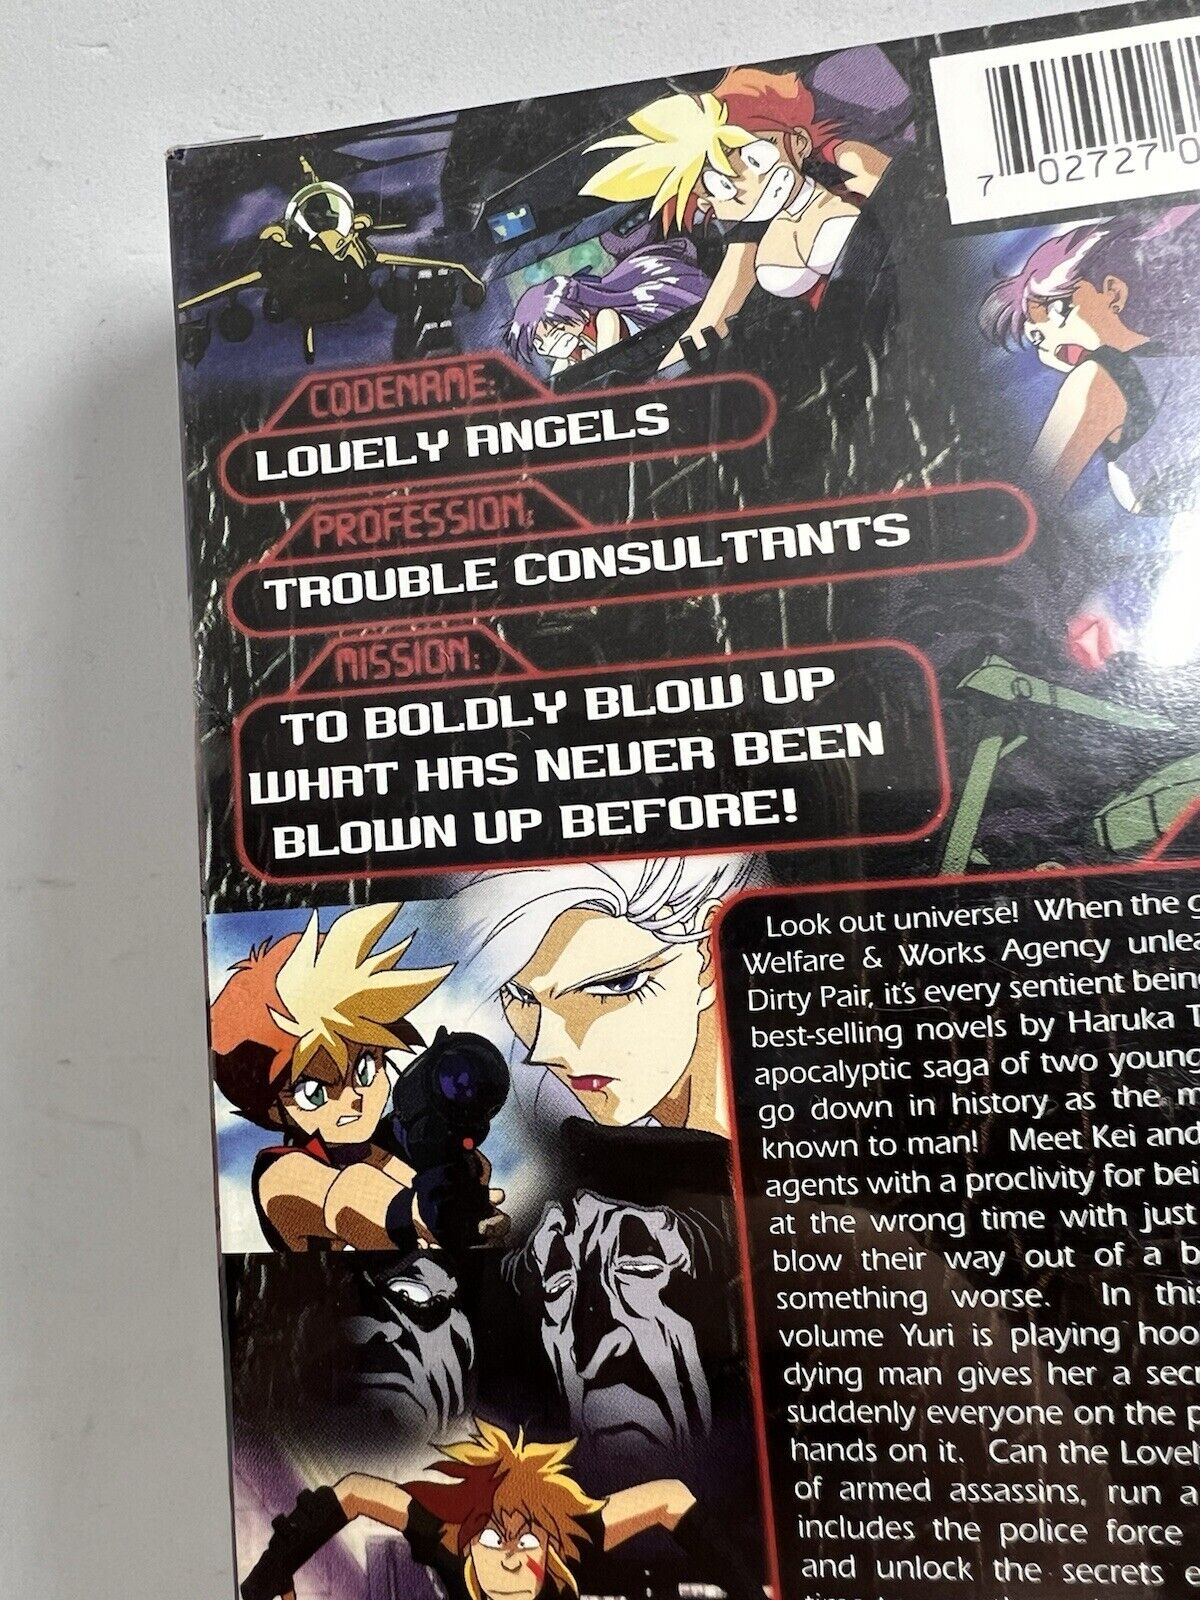 7 02727 0
CODENAME:
LOVELY ANGELS
PROFESSION:
TROUBLE CONSULTANTS
MISSION:
TO BOLDLY BLOW UP
WHAT HAS NEVER BEEN
BLOWN UP BEFORE!
Look out universe! When the
Welfare & Works Agency
Dirty Pair, it's every sentient
best-selling novels by Haruka
apocalyptic saga of two young
go down in history as the
known to man! Meet Kei and
agents with a proclivity for
at the wrong time with just
blow their way out of a
something worse. In this
volume Yuri is playing
dying man gives her a
suddenly everyone on the
hands on it. Can the
of armed assassins, run a
includes the police force
and unlock the secrets